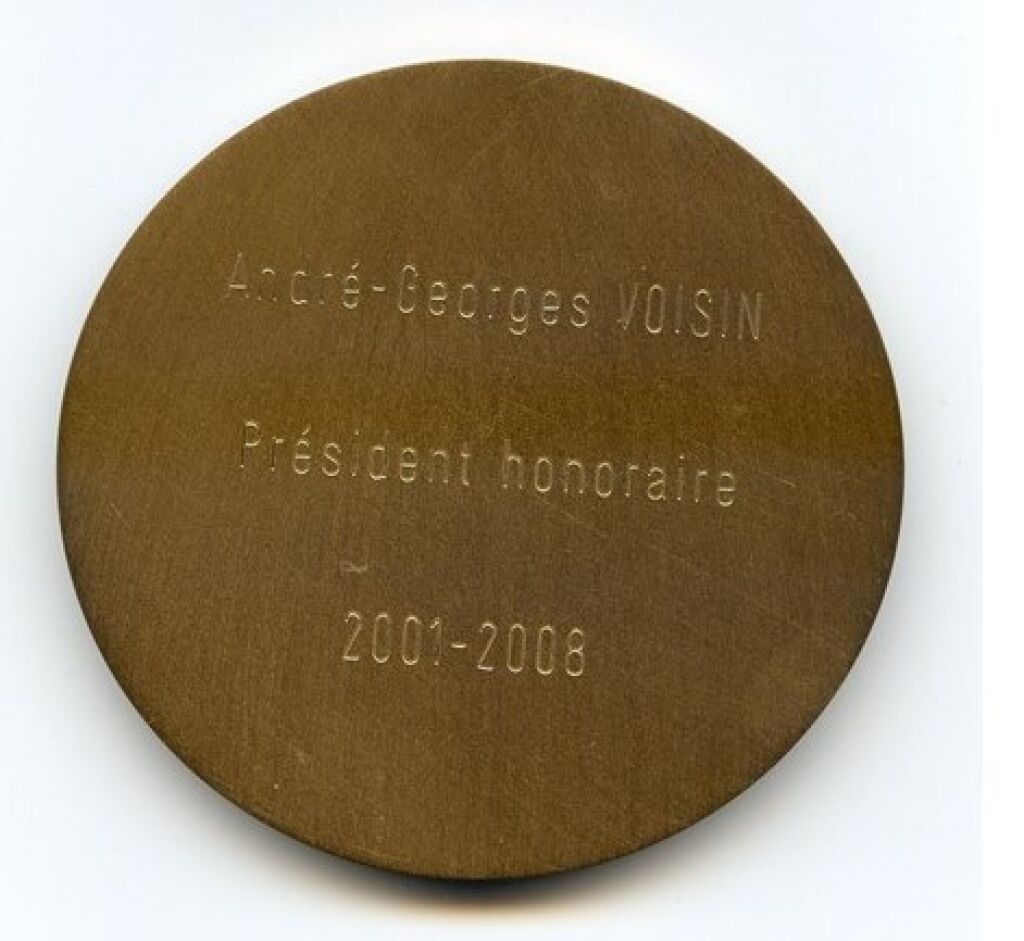 André-Georges VOISIN
Président honoraire
2001-2008